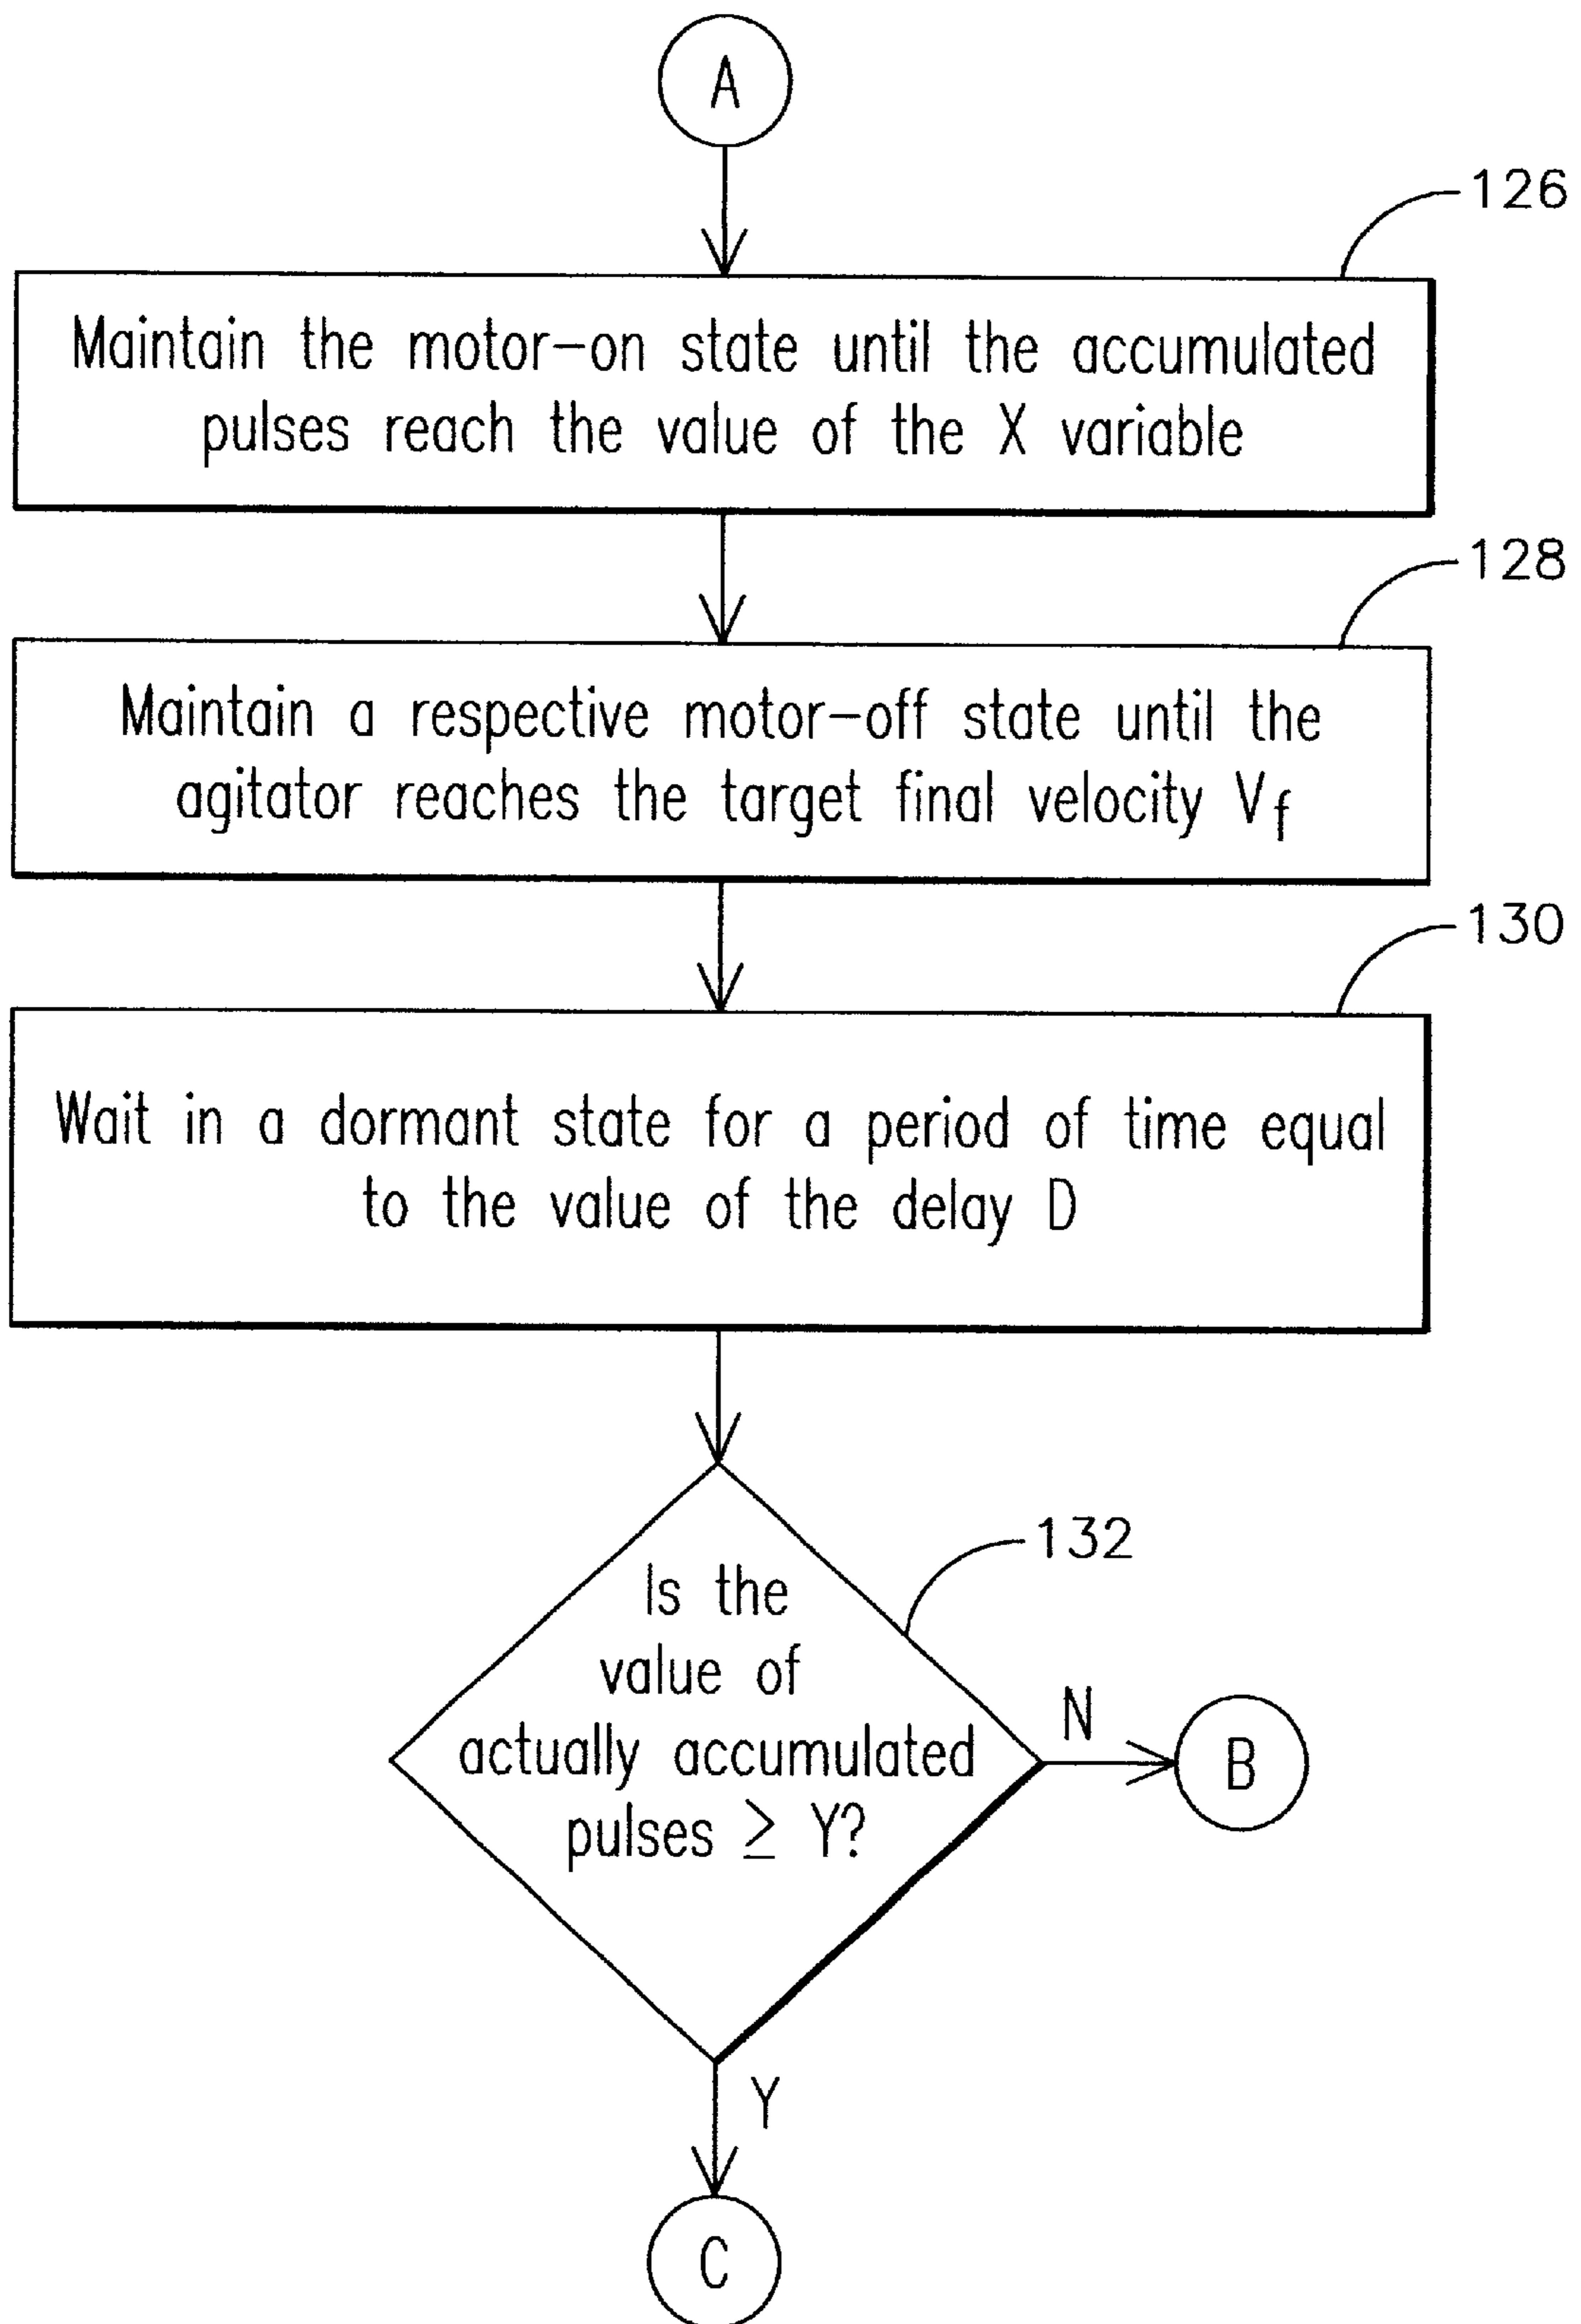 A
126
Maintain the motor-on state until the accumulated
pulses reach the value of the X variable
128
Maintain a respective motor-off state until the
agitator reaches the target final velocity Vf
130
Wait in a dormant state for a period of time equal
to the value of the delay D
132
Is the
value of
actually accumulated
pulses ≥ Y?
N
B
Y
C